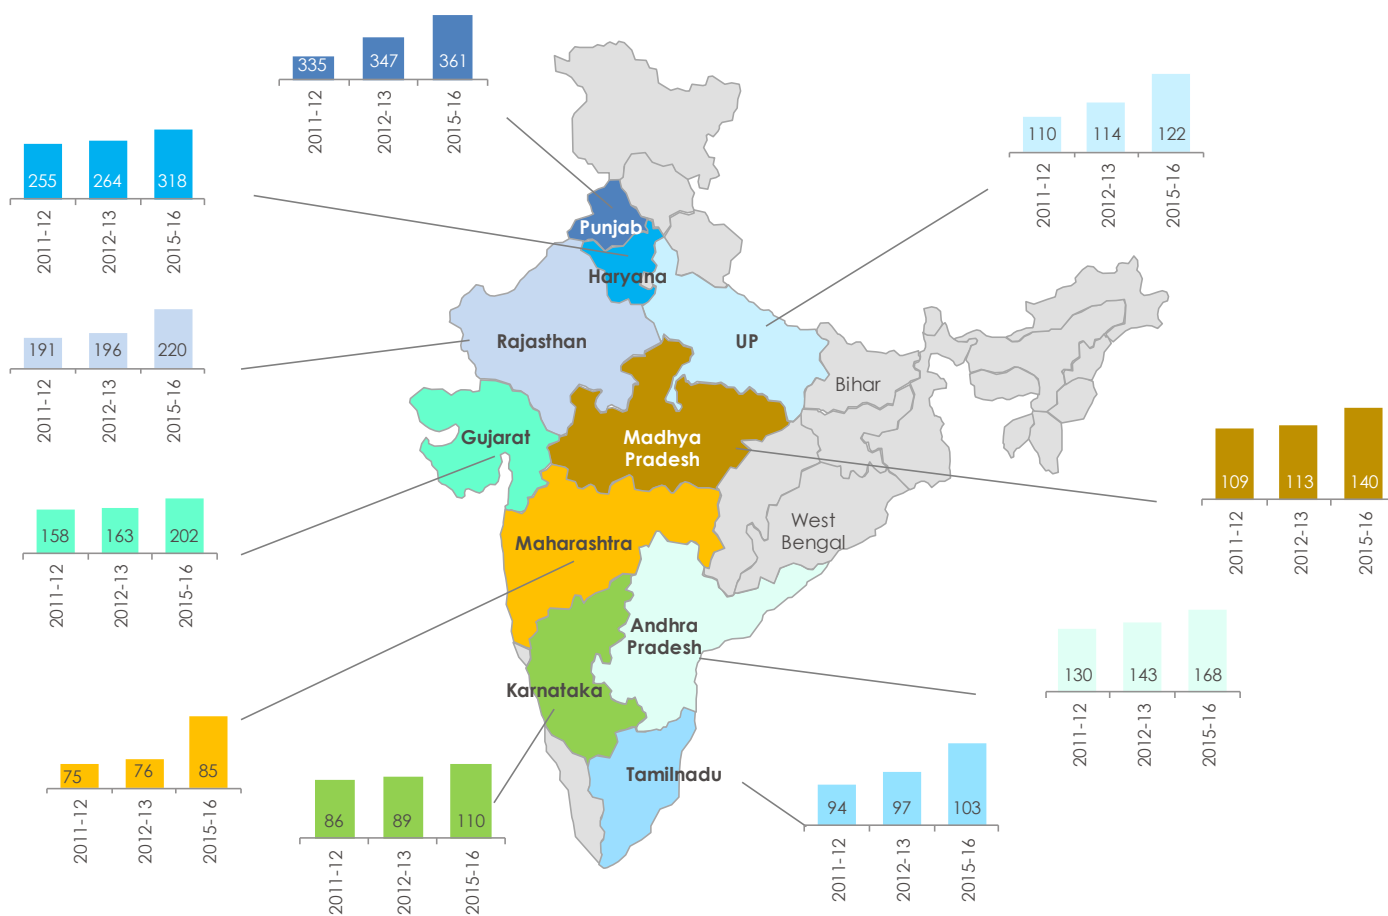 335 347 361
2011-12 2012-13 2015-16
110 114 122
2011-12 2012-13 2015-16
255 264 318
2011-12 2012-13 2015-16
Punjab
Haryana
191 196 220
2011-12 2012-13 2015-16
Rajasthan
UP
Bihar
Gujarat
Madhya
Pradesh
109 113 140
2011-12 2012-13 2015-16
158 163 202
2011-12 2012-13 2015-16
Maharashtra
West
Bengal
Andhra
Pradesh
130 143 168
2011-12 2012-13 2015-16
Karnataka
75 76 85
2011-12 2012-13 2015-16
Tamilnadu
86 89 110
2011-12 2012-13 2015-16
94 97 103
2011-12 2012-13 2015-16